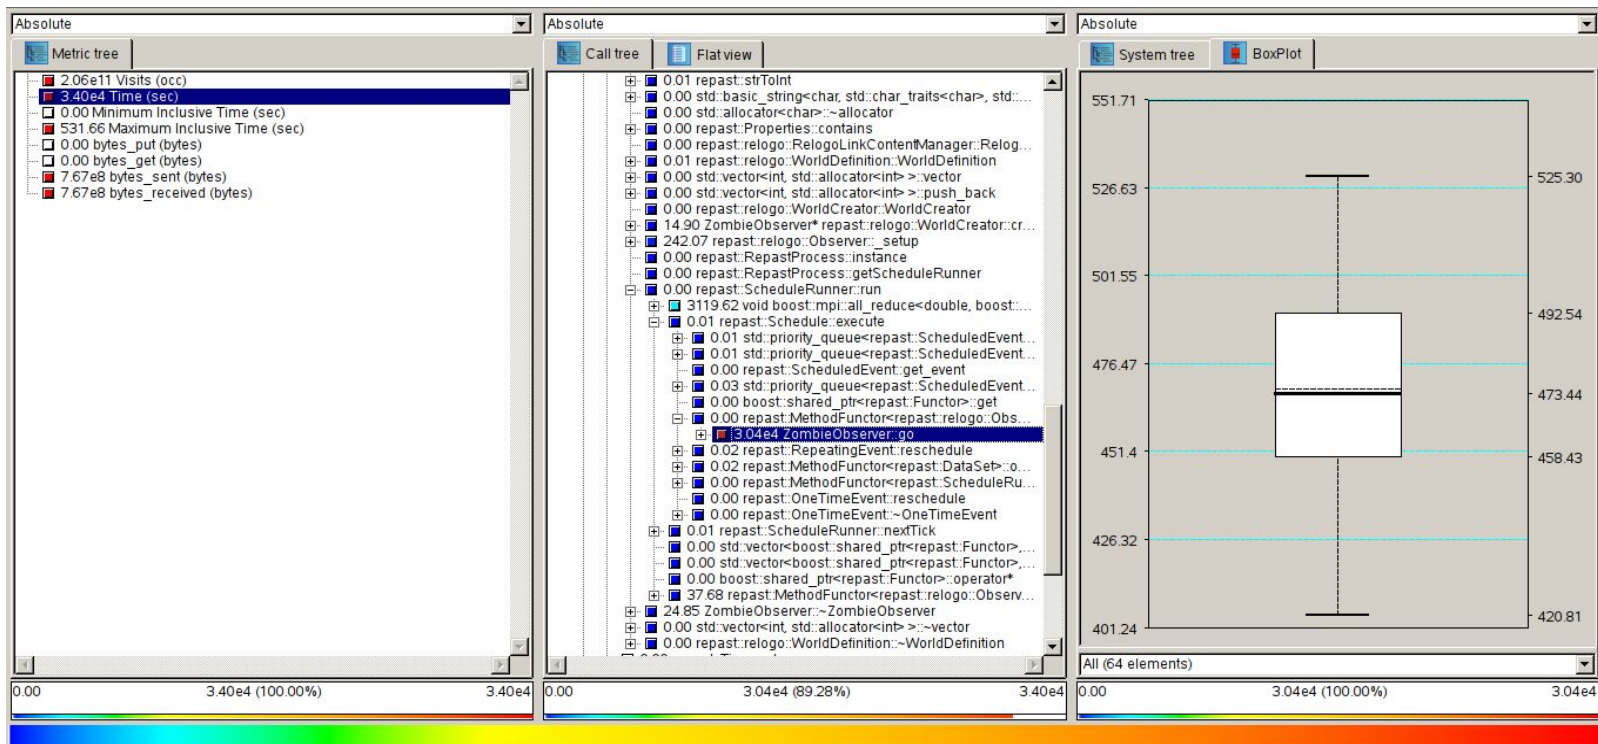 Absolute
Metric tree
2.06e11 Visits (occ)
3.40e4 Time (sec)
0.00 Minimum Inclusive Time (sec)
531.66 Maximum Inclusive Time (sec)
0.00 bytes_put (bytes)
0.00 bytes_get (bytes)
7.67e8 bytes_sent (bytes)
7.67e8 bytes_received (bytes)
0.00 3.40e4 (100.00%) 3.40e4
Absolute
Call tree Flat view
0.01 repast::strToInt
0.00 std::basic_string<char, std::char_traits<char>, std::...
0.00 std::allocator<char>::~allocator
0.00 repast::Properties::contains
0.00 repast::relogo::RelogoLinkContentManager::Relog...
0.01 repast::relogo::WorldDefinition::WorldDefinition
0.00 std::vector<int, std::allocator<int> >::vector
0.00 std::vector<int, std::allocator<int> >::push_back
0.00 repast::relogo::WorldCreator::WorldCreator
14.90 ZombieObserver* repast::relogo::WorldCreator::cr...
242.07 repast::relogo::Observer::_setup
0.00 repast::RepastProcess::instance
0.00 repast::RepastProcess::getScheduleRunner
0.00 repast::ScheduleRunner::run
3119.62 void boost::mpi::all_reduce<double, boost::...
0.01 repast::Schedule::execute
0.01 std::priority_queue<repast::ScheduledEvent...
0.01 std::priority_queue<repast::ScheduledEvent...
0.00 repast::ScheduledEvent::get_event
0.03 std::priority_queue<repast::ScheduledEvent...
0.00 boost::shared_ptr<repast::Functor>::get
0.00 repast::MethodFunctor<repast::relogo::Obs...
3.04e4 ZombieObserver::go
0.02 repast::RepeatingEvent::reschedule
0.02 repast::MethodFunctor<repast::DataSet>::o...
0.00 repast::MethodFunctor<repast::ScheduleRu...
0.00 repast::OneTimeEvent::reschedule
0.00 repast::OneTimeEvent::~OneTimeEvent
0.01 repast::ScheduleRunner::nextTick
0.00 std::vector<boost::shared_ptr<repast::Functor>,...
0.00 std::vector<boost::shared_ptr<repast::Functor>,...
0.00 boost::shared_ptr<repast::Functor>::operator*
37.68 repast::MethodFunctor<repast::relogo::Observ...
24.85 ZombieObserver::~ZombieObserver
0.00 std::vector<int, std::allocator<int> >::~vector
0.00 repast::relogo::WorldDefinition::~WorldDefinition
0.00 3.04e4 (89.28%) 3.40e4
Absolute
System tree BoxPlot
551.71
526.63 525.30
501.55
492.54
476.47
473.44
451.4 458.43
426.32
401.24 420.81
All (64 elements)
0.00 3.04e4 (100.00%) 3.04e4